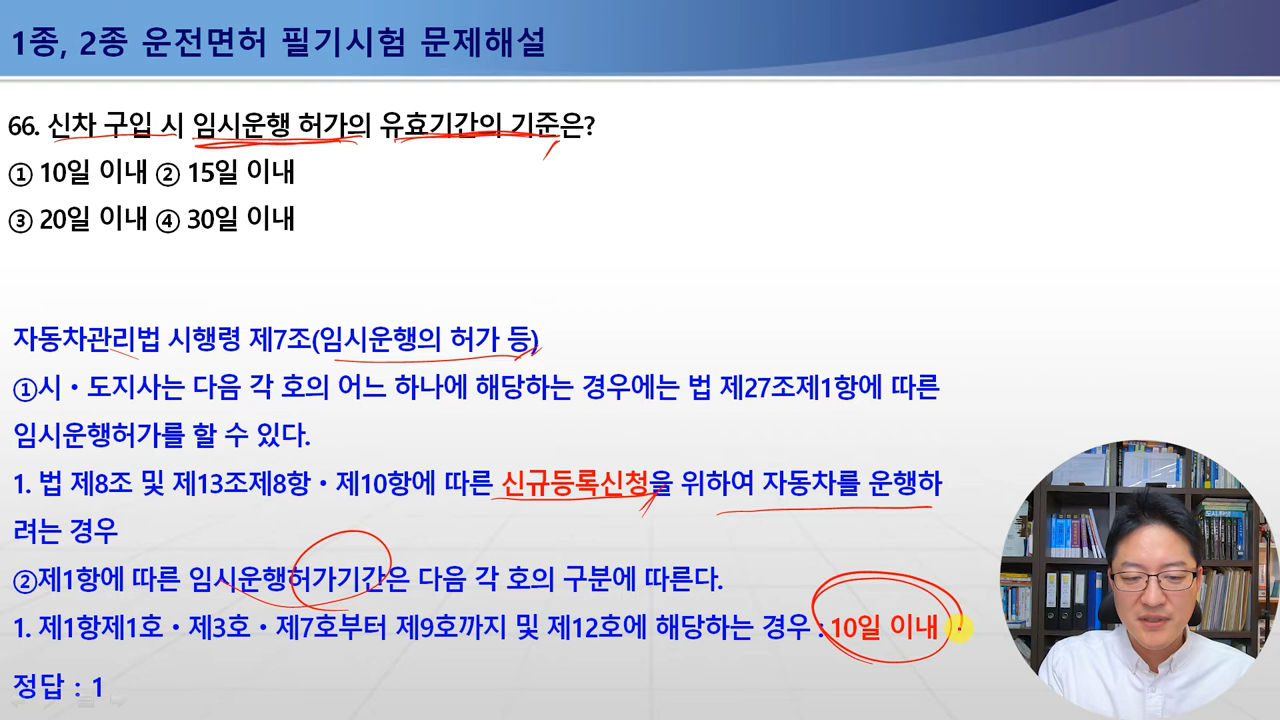 1종, 2종 운전면허 필기시험 문제해설
66. 신차 구입 시 임시운행 허가의 유효기간이 기준은?
① 10일 이내 ② 15일 이내
③ 20일 이내 ④ 30일 이내
자동차관리법 시행령 제7조(임시운행의 허가 등)
①시・도지사는 다음 각 호의 어느 하나에 해당하는 경우에는 법 제27조제1항에 따른
임시운행허가를 할 수 있다.
1. 법 제8조 및 제13조제8항・제10항에 따른 신규등록신청을 위하여 자동차를 운행하
려는 경우
②제1항에 따른 임시운행허가기간은 다음 각 호의 구분에 따른다.
1. 제1항제1호・제3호・제7호부터 제9호까지 및 제12호에 해당하는 경우 : 10일 이내
정답 : 1